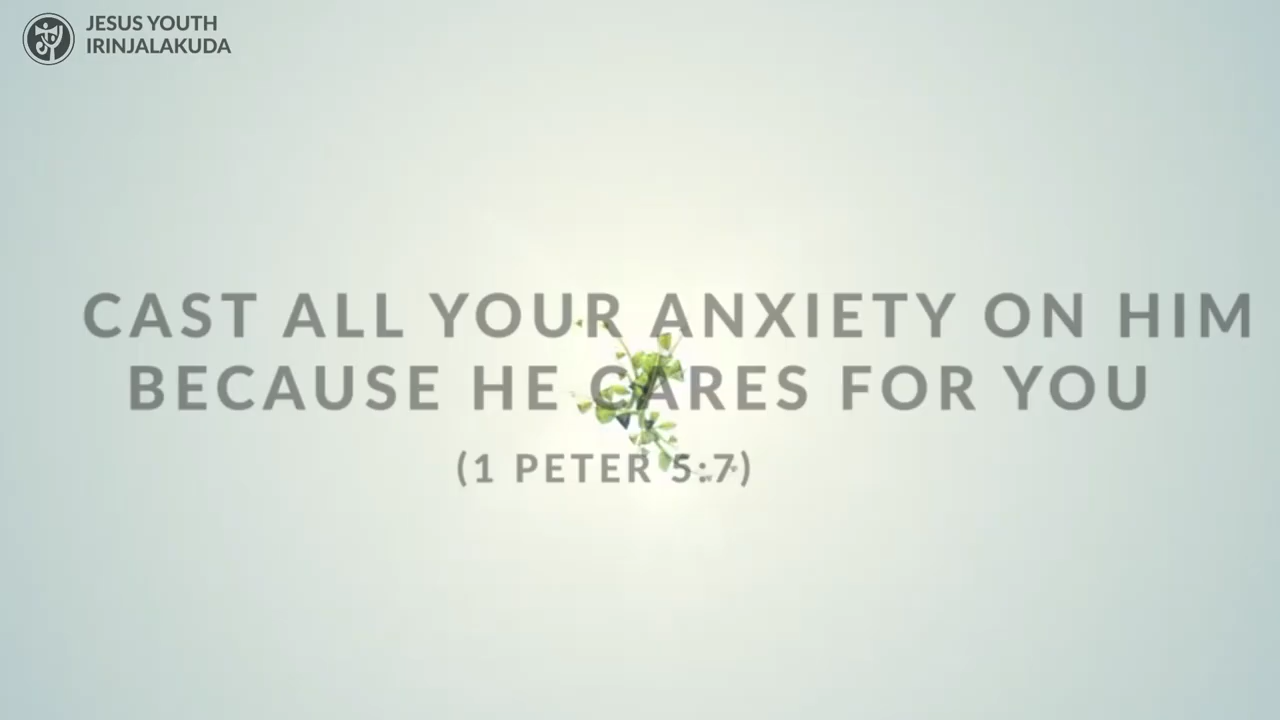 JESUS YOUTH
IRINJALAKUDA
CAST ALL YOUR ANXIETY ON HIM
BECAUSE HE CARES FOR YOU
(1 PETER 5:7)